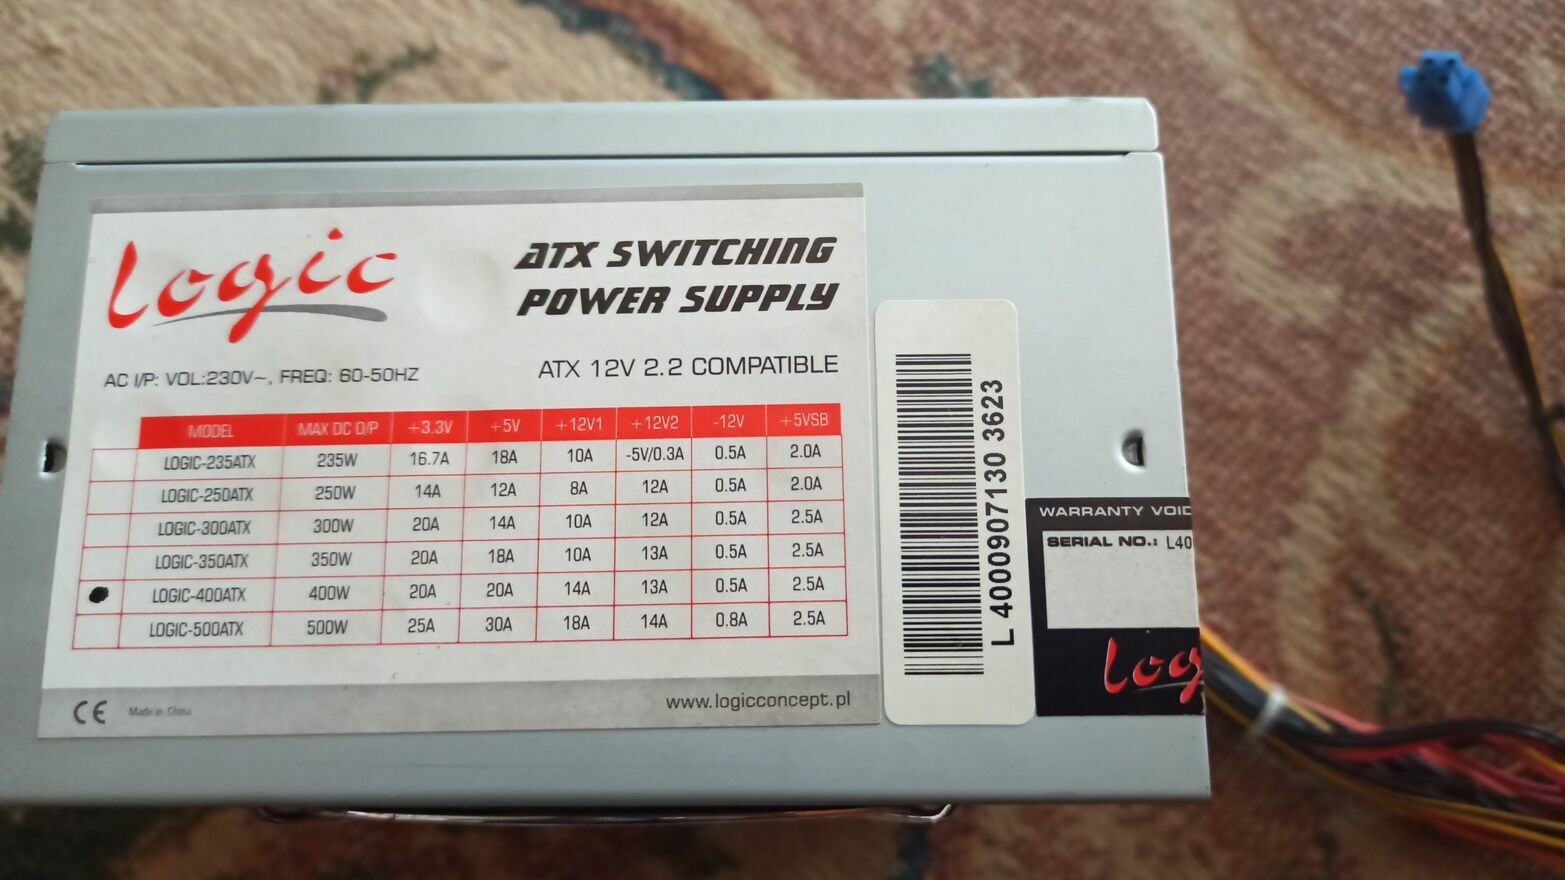 Logic
ATX SWITCHING
POWER SUPPLY
AC I/P: VOL:230V~, FREQ: 60-50HZ
ATX 12V 2.2 COMPATIBLE
MODEL MAX DC O/P +3.3V +5V +12V1 +12V2 -12V +5VSB
LOGIC-235ATX 235W 16.7A 18A 10A -5V/0.3A 0.5A 2.0A
LOGIC-250ATX 250W 14A 12A 8A 12A 0.5A 2.0A
LOGIC-300ATX 300W 20A 14A 10A 12A 0.5A 2.5A
LOGIC-350ATX 350W 20A 18A 10A 13A 0.5A 2.5A
LOGIC-400ATX 400W 20A 20A 14A 13A 0.5A 2.5A
LOGIC-500ATX 500W 25A 30A 18A 14A 0.8A 2.5A
CE Made in China
www.logicconcept.pl
L 4000907130 3623
WARRANTY VOID
SERIAL NO.: L40
Log